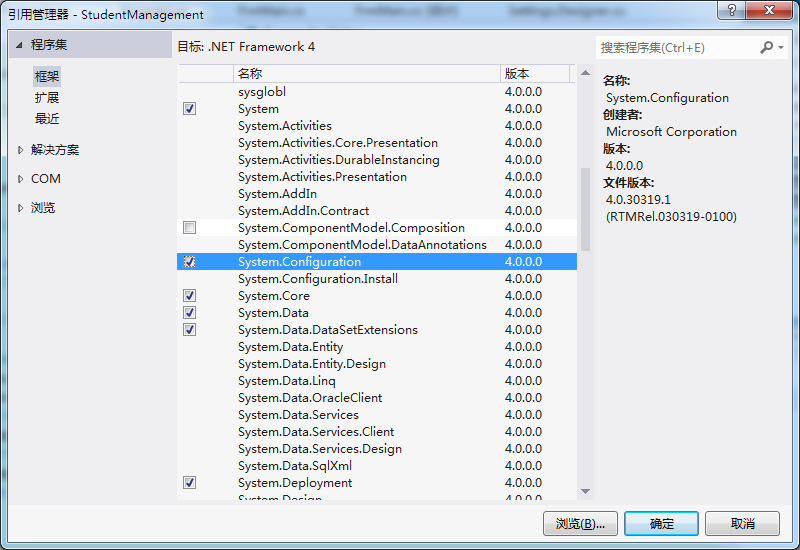 引用管理器 - StudentManagement
程序集
框架
扩展
最近
解决方案
COM
浏览
目标: .NET Framework 4
搜索程序集(Ctrl+E)
名称 版本
sysglobl 4.0.0.0
System 4.0.0.0
System.Activities 4.0.0.0
System.Activities.Core.Presentation 4.0.0.0
System.Activities.DurableInstancing 4.0.0.0
System.Activities.Presentation 4.0.0.0
System.AddIn 4.0.0.0
System.AddIn.Contract 4.0.0.0
System.ComponentModel.Composition 4.0.0.0
System.ComponentModel.DataAnnotations 4.0.0.0
System.Configuration 4.0.0.0
System.Configuration.Install 4.0.0.0
System.Core 4.0.0.0
System.Data 4.0.0.0
System.Data.DataSetExtensions 4.0.0.0
System.Data.Entity 4.0.0.0
System.Data.Entity.Design 4.0.0.0
System.Data.Linq 4.0.0.0
System.Data.OracleClient 4.0.0.0
System.Data.Services 4.0.0.0
System.Data.Services.Client 4.0.0.0
System.Data.Services.Design 4.0.0.0
System.Data.SqlXml 4.0.0.0
System.Deployment 4.0.0.0
System.Design 4.0.0.0
名称:
System.Configuration
创建者:
Microsoft Corporation
版本:
4.0.0.0
文件版本:
4.0.30319.1
(RTMRel.030319-0100)
浏览(B)... 确定 取消